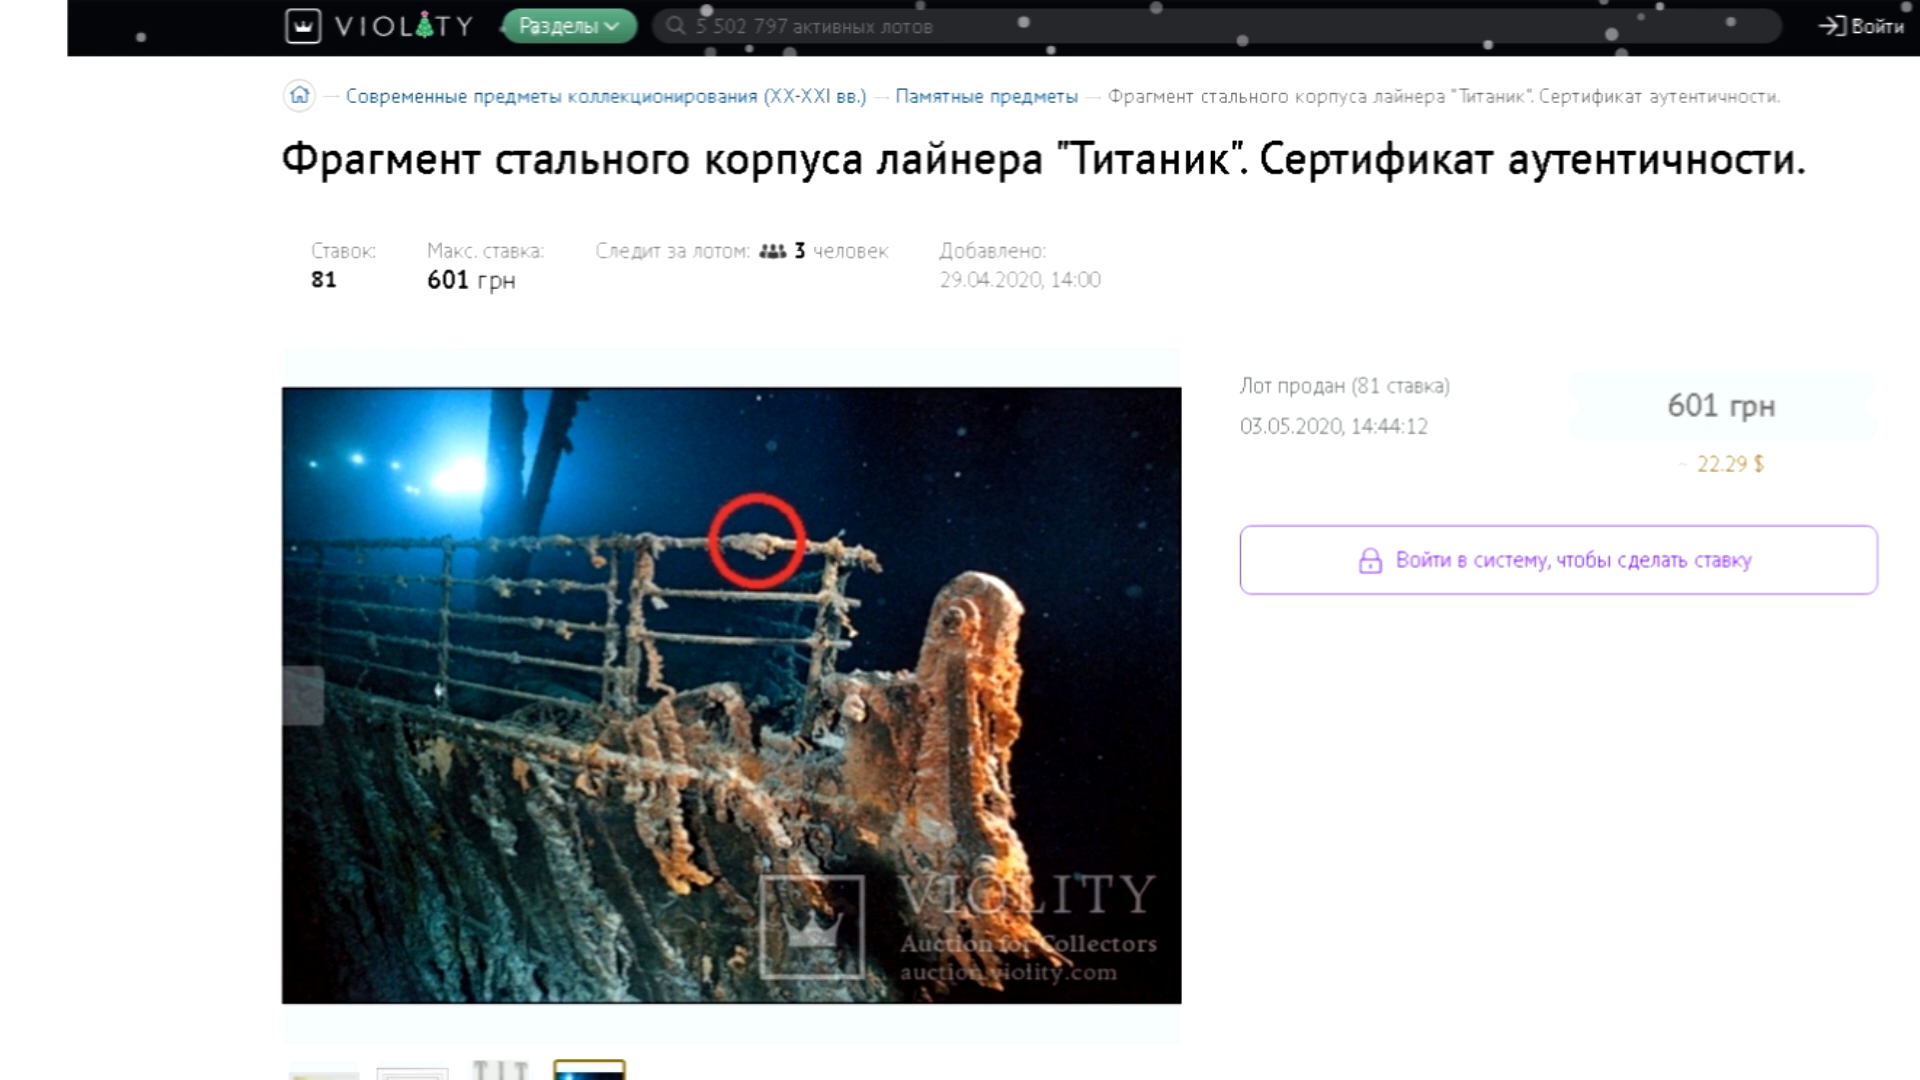 VIOLITY
Разделы
5 502 797 активных лотов
Войти
Современные предметы коллекционирования (XX-XXI вв.) — Памятные предметы — Фрагмент стального корпуса лайнера "Титаник". Сертификат аутентичности.
Фрагмент стального корпуса лайнера "Титаник". Сертификат аутентичности.
Ставок:
81
Макс. ставка:
601 грн
Следит за лотом: 3 человек
Добавлено:
29.04.2020, 14:00
Лот продан (81 ставка)
03.05.2020, 14:44:12
601 грн
~ 22.29 $
Войти в систему, чтобы сделать ставку
VIOLITY
Auction for Collectors
auction.violity.com
TIT